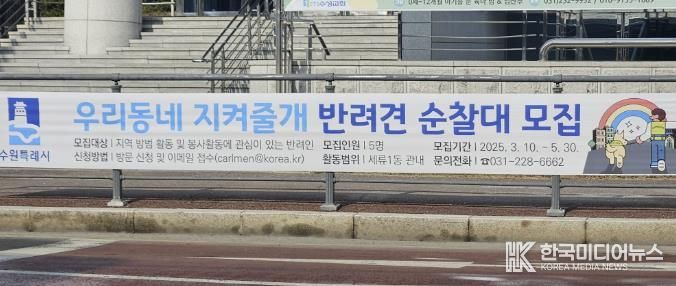 우리동네 지켜줄개 반려견 순찰대 모집
모집대상 | 지역 방범 활동 및 봉사활동에 관심이 있는 반려인 모집인원 | 5명 모집기간 | 2025. 3. 10. ~ 5. 30.
신청방법 | 방문 신청 및 이메일 접수(carlmen@korea.kr) 활동범위 | 세류1동 관내 문의전화 | ☎031-228-6662
수원특례시
HK 한국미디어뉴스
KOREA MEDIA NEWS